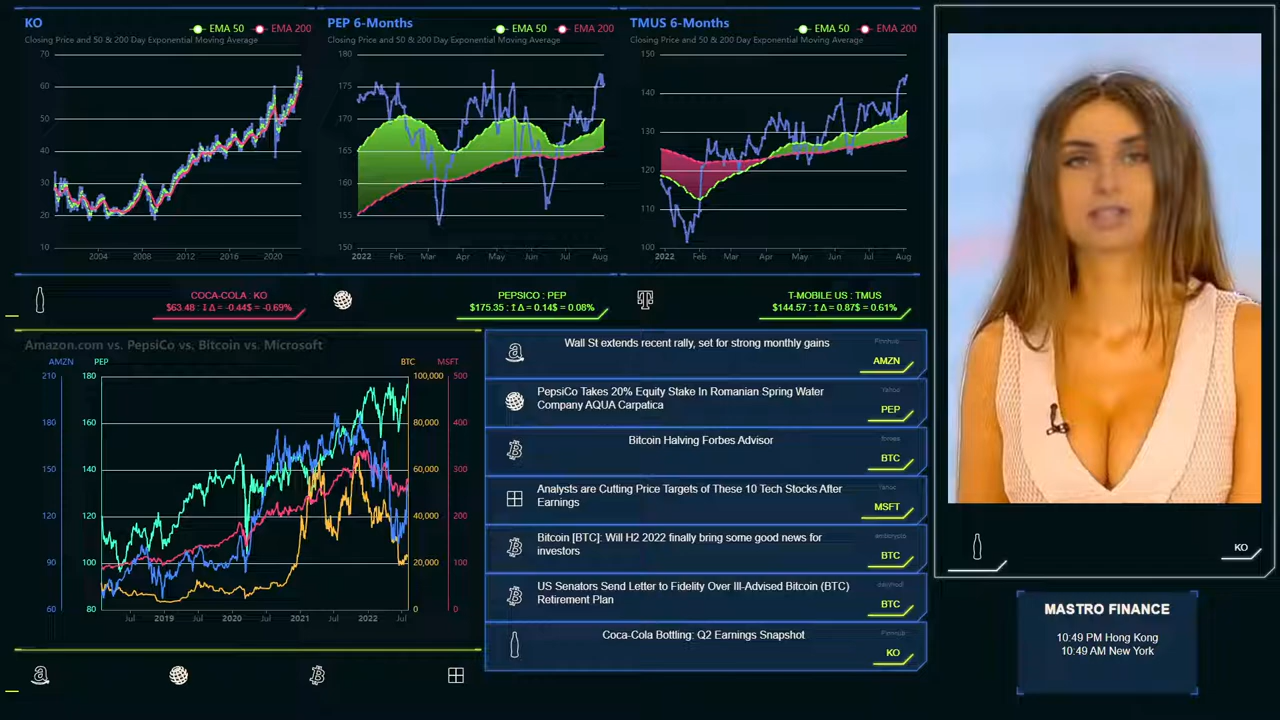 KO
EMA 50
EMA 200
Closing Price and 50 & 200 Day Exponential Moving Average
70
60
50
40
30
20
10
2004
2008
2012
2016
2020
PEP 6-Months
EMA 50
EMA 200
Closing Price and 50 & 200 Day Exponential Moving Average
180
175
170
165
160
155
150
2022
Feb
Mar
Apr
May
Jun
Jul
Aug
TMUS 6-Months
EMA 50
EMA 200
Closing Price and 50 & 200 Day Exponential Moving Average
150
140
130
120
110
100
2022
Feb
Mar
Apr
May
Jun
Jul
Aug
COCA-COLA : KO
$63.48 : 1 Δ = -0.44$ = -0.69%
PEPSICO : PEP
$175.35 : 1 Δ = 0.14$ = 0.08%
T-MOBILE US : TMUS
$144.57 : 1 Δ = 0.87$ = 0.61%
Amazon.com vs. PepsiCo vs. Bitcoin vs. Microsoft
AMZN
PEP
BTC
MSFT
210
180
150
120
90
60
180
160
140
120
100
80
100,000
80,000
60,000
40,000
20,000
0
500
400
300
200
100
0
Jul
2019
Jul
2020
Jul
2021
Jul
2022
Jul
Wall St extends recent rally, set for strong monthly gains
Finnhub
AMZN
PepsiCo Takes 20% Equity Stake In Romanian Spring Water
Company AQUA Carpatica
Yahoo
PEP
Bitcoin Halving Forbes Advisor
forbes
BTC
Analysts are Cutting Price Targets of These 10 Tech Stocks After
Earnings
Yahoo
MSFT
Bitcoin [BTC]: Will H2 2022 finally bring some good news for
investors
BTC
US Senators Send Letter to Fidelity Over Ill-Advised Bitcoin (BTC)
Retirement Plan
BTC
Coca-Cola Bottling: Q2 Earnings Snapshot
Finnhub
KO
KO
MASTRO FINANCE
10:49 PM Hong Kong
10:49 AM New York